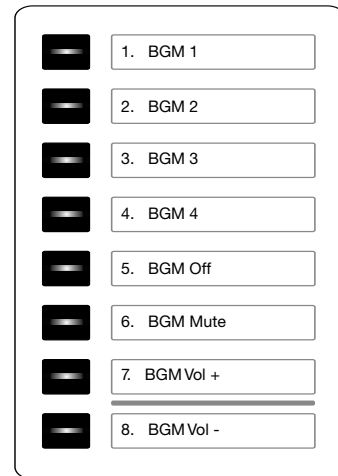 1. BGM 1
2. BGM 2
3. BGM 3
4. BGM 4
5. BGM Off
6. BGM Mute
7. BGM Vol +
8. BGM Vol -